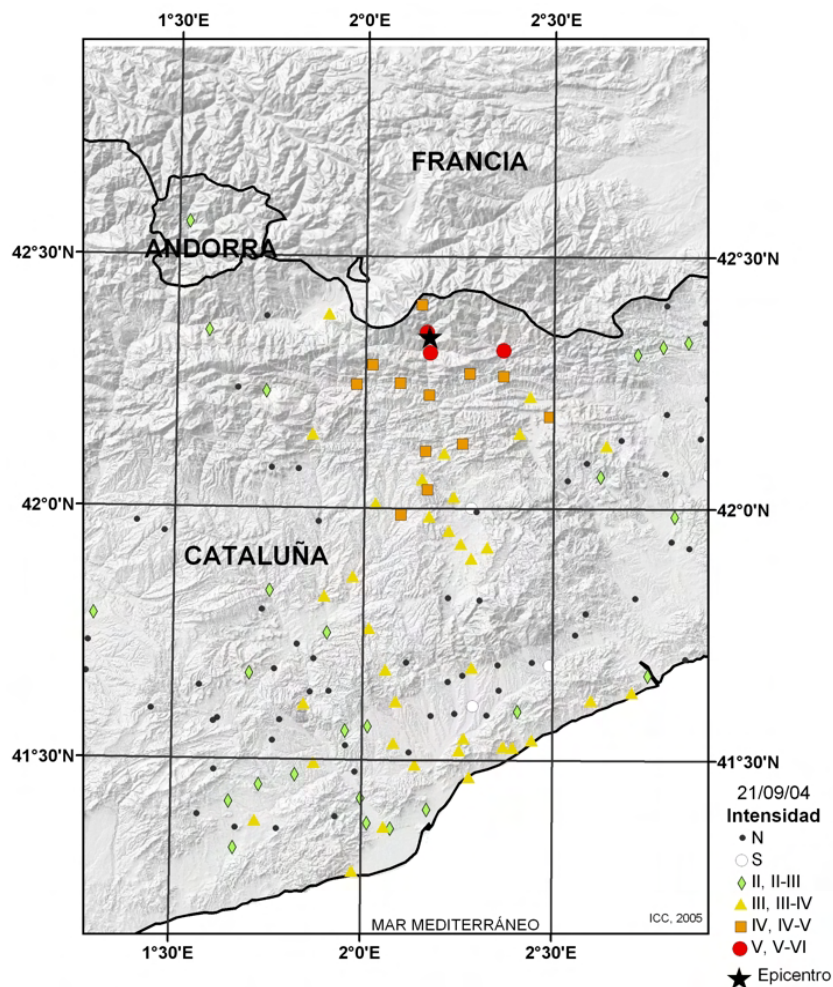 1°30'E 2°0'E 2°30'E
FRANCIA
ANDORRA
42°30'N 42°30'N
42°0'N 42°0'N
CATALUÑA
41°30'N 41°30'N
21/09/04
Intensidad
N
S
II, II-III
III, III-IV
IV, IV-V
V, V-VI
Epicentro
MAR MEDITERRÁNEO
ICC, 2005
1°30'E 2°0'E 2°30'E